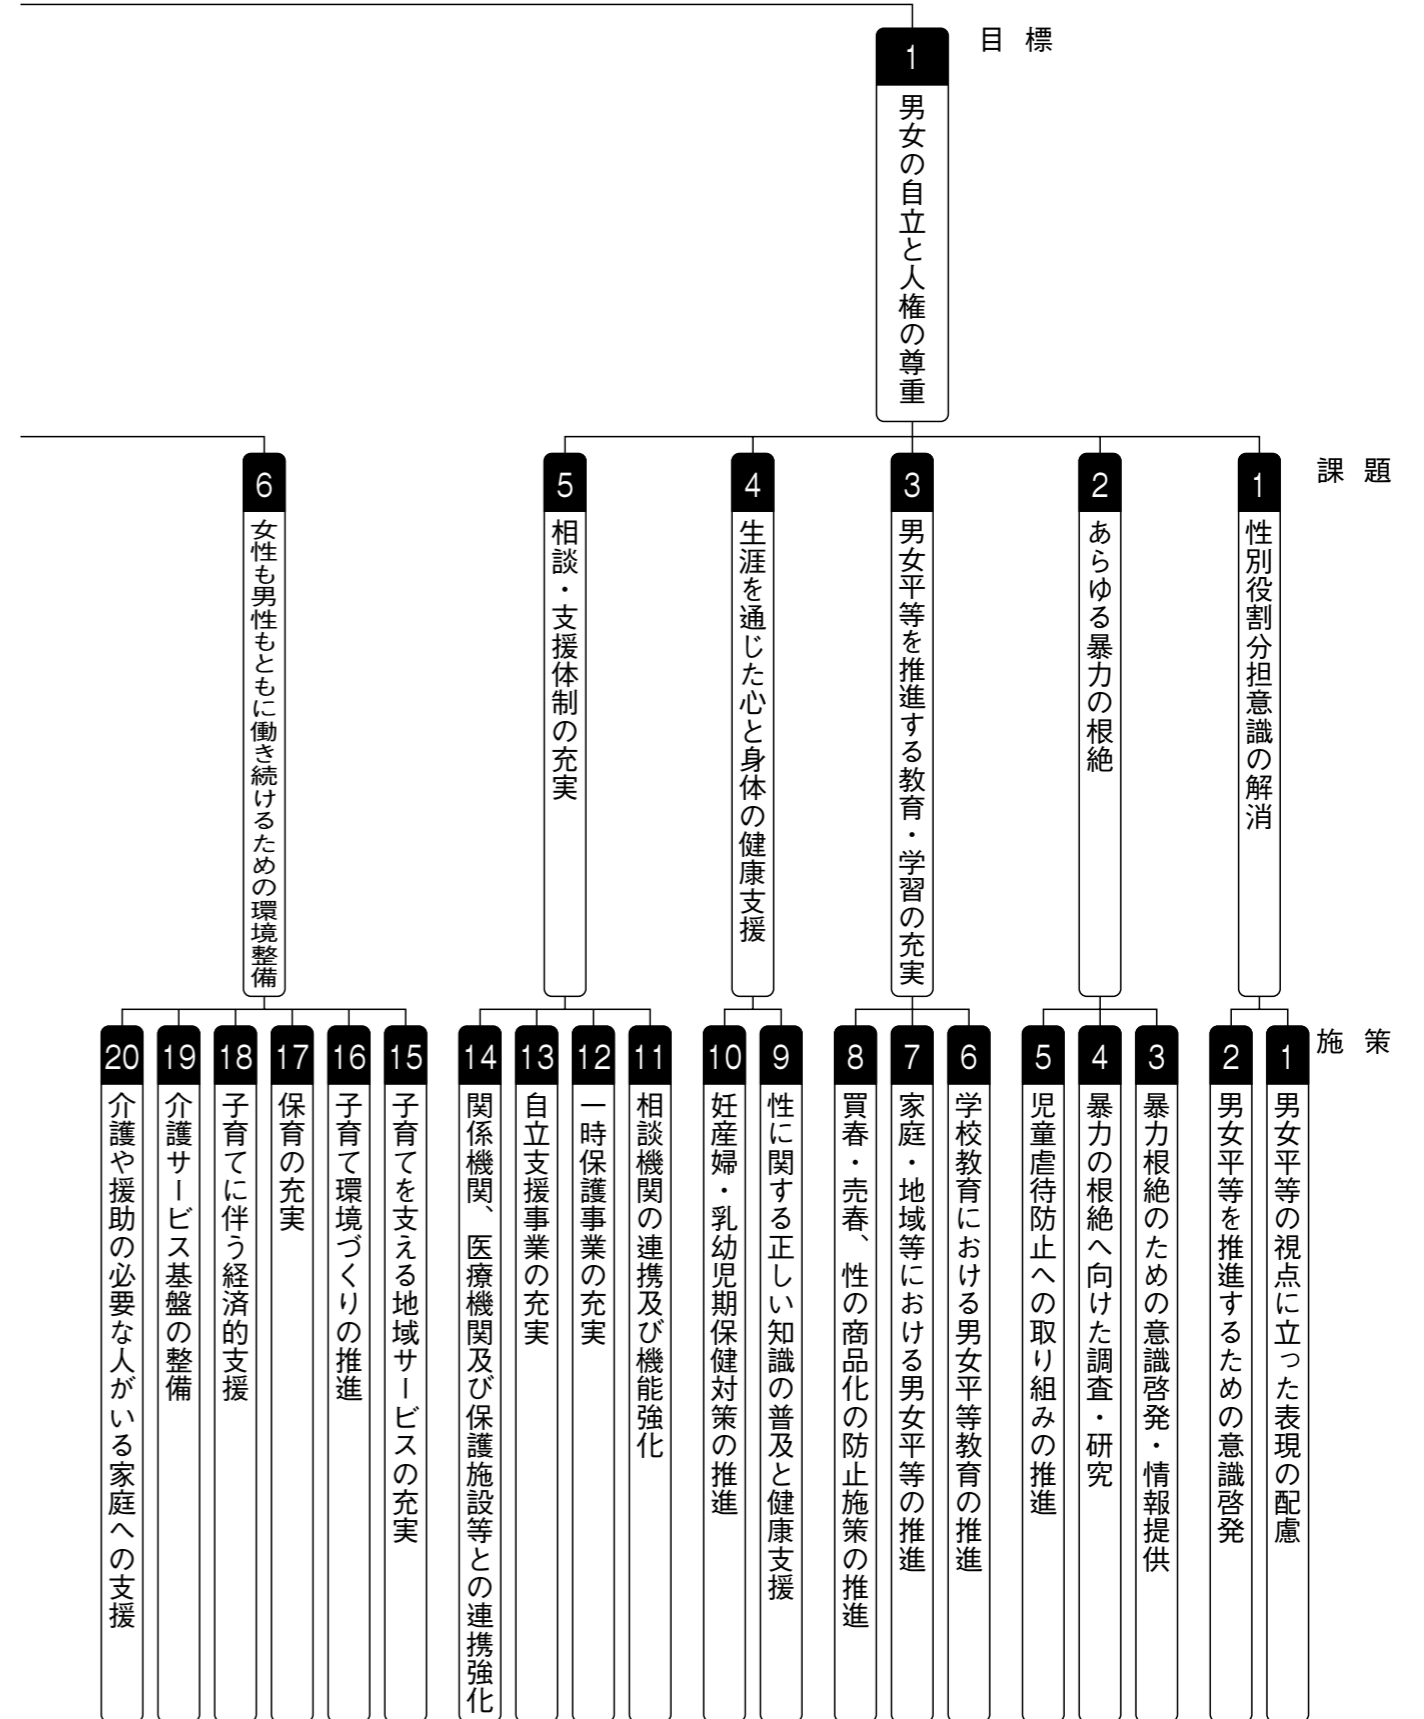 目標
1
男女の自立と人権の尊重
課題
1
性別役割分担意識の解消
2
あらゆる暴力の根絶
3
男女平等を推進する教育・学習の充実
4
生涯を通じた心と身体の健康支援
5
相談・支援体制の充実
6
女性も男性もともに働き続けるための環境整備
施策
1
男女平等の視点に立った表現の配慮
2
男女平等を推進するための意識啓発
3
暴力根絶のための意識啓発・情報提供
4
暴力の根絶へ向けた調査・研究
5
児童虐待防止への取り組みの推進
6
学校教育における男女平等教育の推進
7
家庭・地域等における男女平等の推進
8
買春・売春、性の商品化の防止施策の推進
9
性に関する正しい知識の普及と健康支援
10
妊産婦・乳幼児期保健対策の推進
11
相談機関の連携及び機能強化
12
一時保護事業の充実
13
自立支援事業の充実
14
関係機関、医療機関及び保護施設等との連携強化
15
子育てを支える地域サービスの充実
16
子育て環境づくりの推進
17
保育の充実
18
子育てに伴う経済的支援
19
介護サービス基盤の整備
20
介護や援助の必要な人がいる家庭への支援